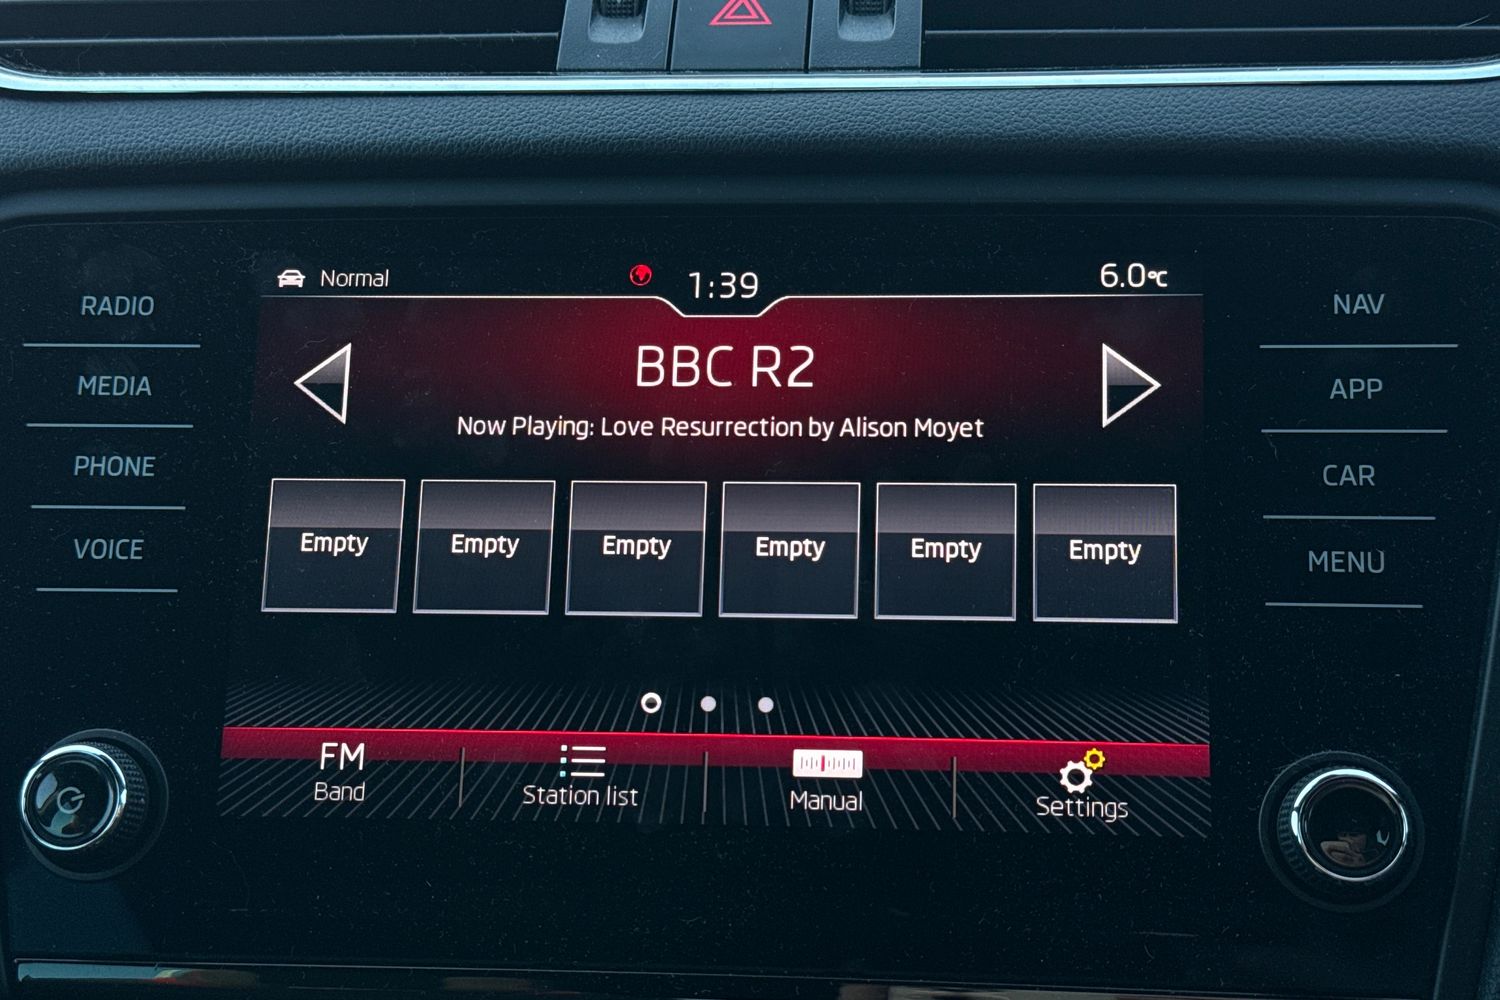 Normal
1:39
6.0°C
RADIO
MEDIA
PHONE
VOICE
BBC R2
Now Playing: Love Resurrection by Alison Moyet
Empty Empty Empty Empty Empty Empty
FM
Band
Station list
Manual
Settings
NAV
APP
CAR
MENU